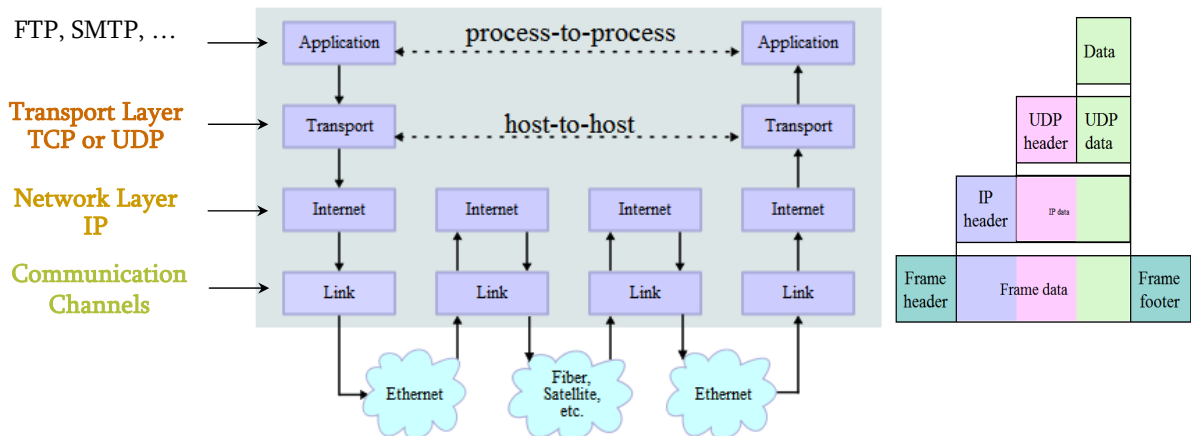 FTP, SMTP, …
Application
process-to-process
Application
Transport Layer
TCP or UDP
Transport
host-to-host
Transport
Network Layer
IP
Internet
Internet
Internet
Internet
Communication
Channels
Link
Link
Link
Link
Ethernet
Fiber,
Satellite,
etc.
Ethernet
Data
UDP
header
UDP
data
IP
header
IP data
Frame
header
Frame data
Frame
footer